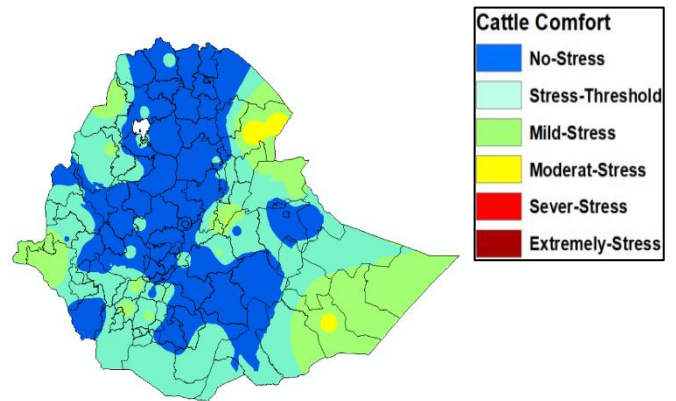 Cattle Comfort
No-Stress
Stress-Threshold
Mild-Stress
Moderat-Stress
Sever-Stress
Extremely-Stress